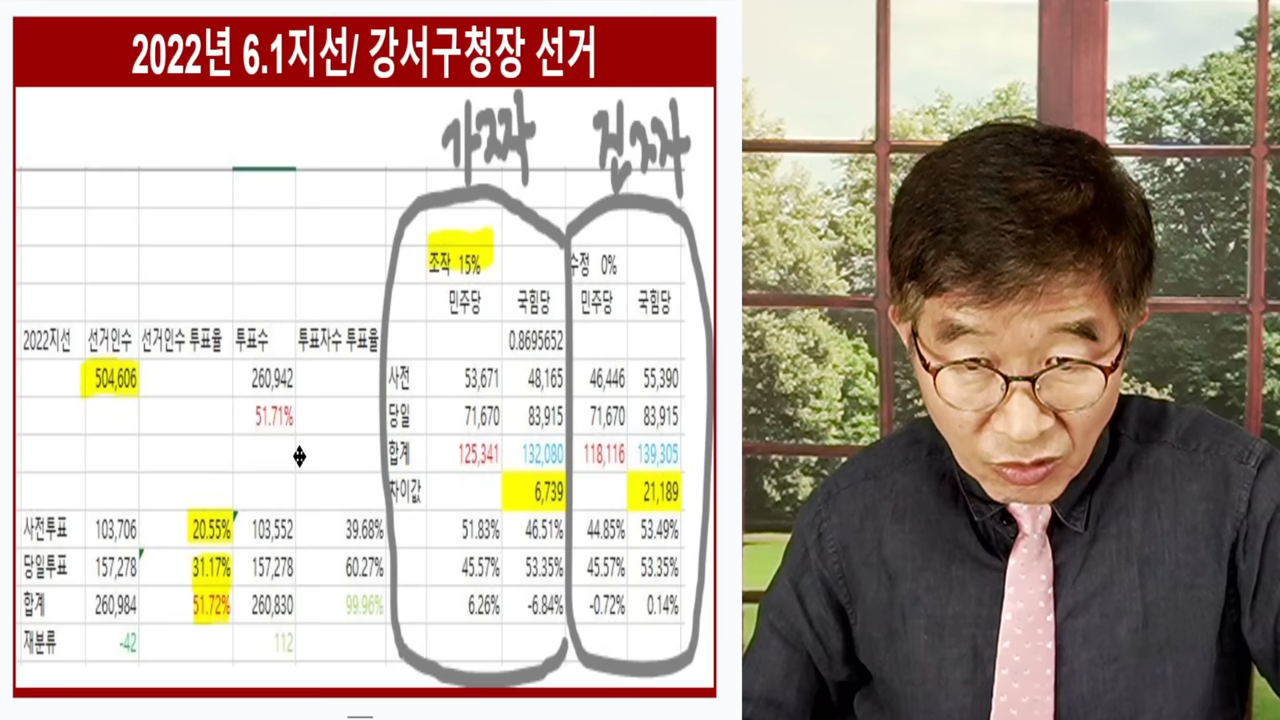 2022년 6.1지선/ 강서구청장 선거
가짜 진짜
조작 15% 수정 0%
민주당 국힘당 민주당 국힘당
2022지선 선거인수 선거인수 투표율 투표수 투표자수 투표율 0.8695652
504,606 260,942 사전 53,671 48,165 46,446 55,390
51.71% 당일 71,670 83,915 71,670 83,915
합계 125,341 132,080 118,116 139,305
차이값 6,739 21,189
사전투표 103,706 20.55% 103,552 39.68% 51.83% 46.51% 44.85% 53.49%
당일투표 157,278 31.17% 157,278 60.27% 45.57% 53.35% 45.57% 53.35%
합계 260,984 51.72% 260,830 99.96% 6.26% -6.84% -0.72% 0.14%
재분류 -42 112